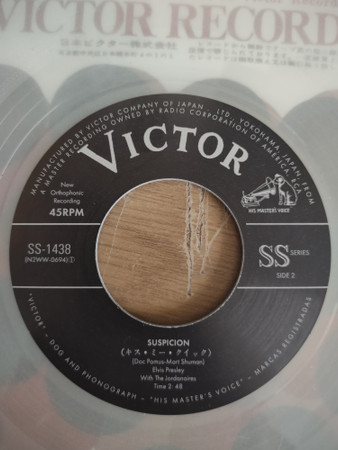 VICTOR RECORD
MANUFACTURED BY VICTOR COMPANY OF JAPAN, LTD. YOKOHAMA, JAPAN, FROM
A MASTER RECORDING OWNED BY RADIO CORPORATION OF AMERICA, RCA
VICTOR
New
Orthophonic
Recording
45RPM
"HIS MASTER'S VOICE"
SS-1438
(N2WW-0694)①
SS SERIES
SIDE 2
SUSPICION
(キス・ミー・クイック)
(Doc Pomus-Mort Shuman)
Elvis Presley
With The Jordanaires
Time 2: 48
"VICTOR" - DOG AND PHONOGRAPH - "HIS MASTER'S VOICE" - MARCAS REGISTRADAS